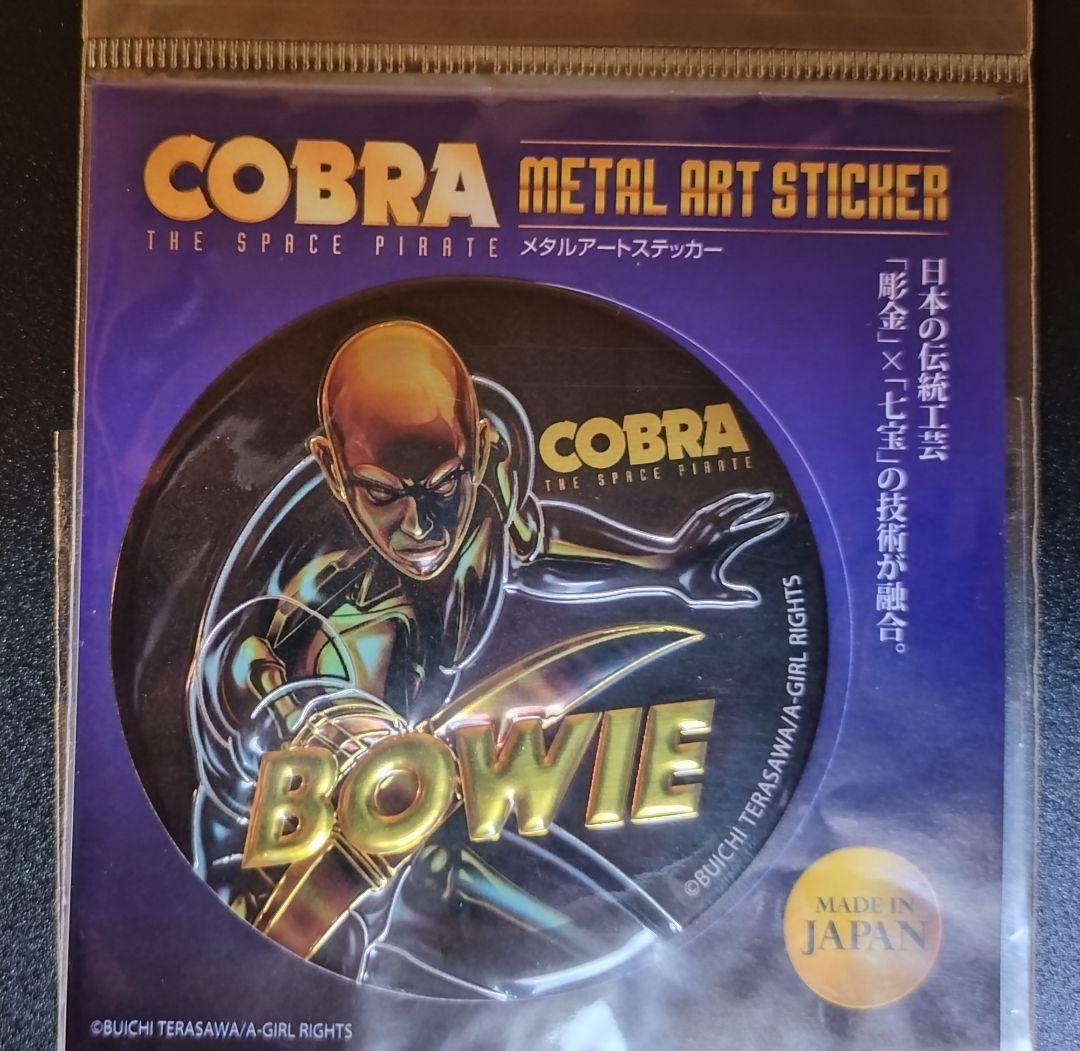 COBRA
THE SPACE PIRATE
METAL ART STICKER
メタルアートステッカー
日本の伝統工芸
「彫金」×「七宝」の技術が融合。
COBRA
THE SPACE PIRATE
BOWIE
©BUICHI TERASAWA/A-GIRL RIGHTS
MADE IN
JAPAN
©BUICHI TERASAWA/A-GIRL RIGHTS